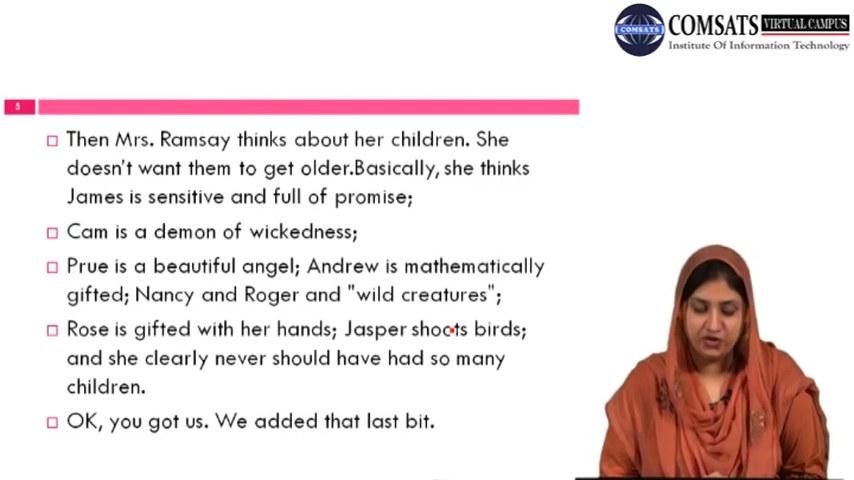 COMSATS
COMSATS VIRTUAL CAMPUS
Institute Of Information Technology
5
Then Mrs. Ramsay thinks about her children. She
doesn't want them to get older.Basically, she thinks
James is sensitive and full of promise;
Cam is a demon of wickedness;
Prue is a beautiful angel; Andrew is mathematically
gifted; Nancy and Roger and "wild creatures";
Rose is gifted with her hands; Jasper shoots birds;
and she clearly never should have had so many
children.
OK, you got us. We added that last bit.